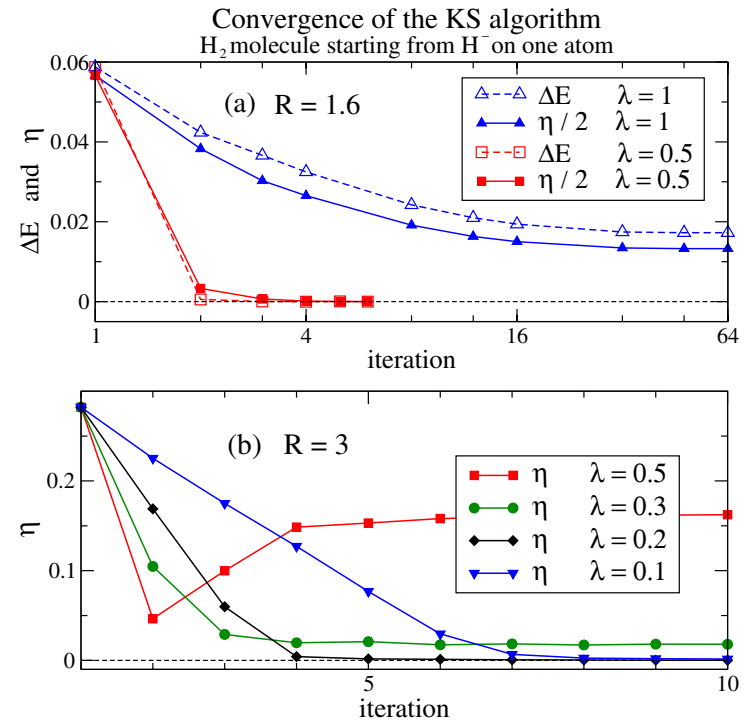 Convergence of the KS algorithm
H₂ molecule starting from H⁻ on one atom
0.06
0.04
0.02
0
ΔE and η
(a) R = 1.6
ΔE λ = 1
η / 2 λ = 1
ΔE λ = 0.5
η / 2 λ = 0.5
1 4 16 64
iteration
0.2
0.1
0
η
(b) R = 3
η λ = 0.5
η λ = 0.3
η λ = 0.2
η λ = 0.1
5 10
iteration